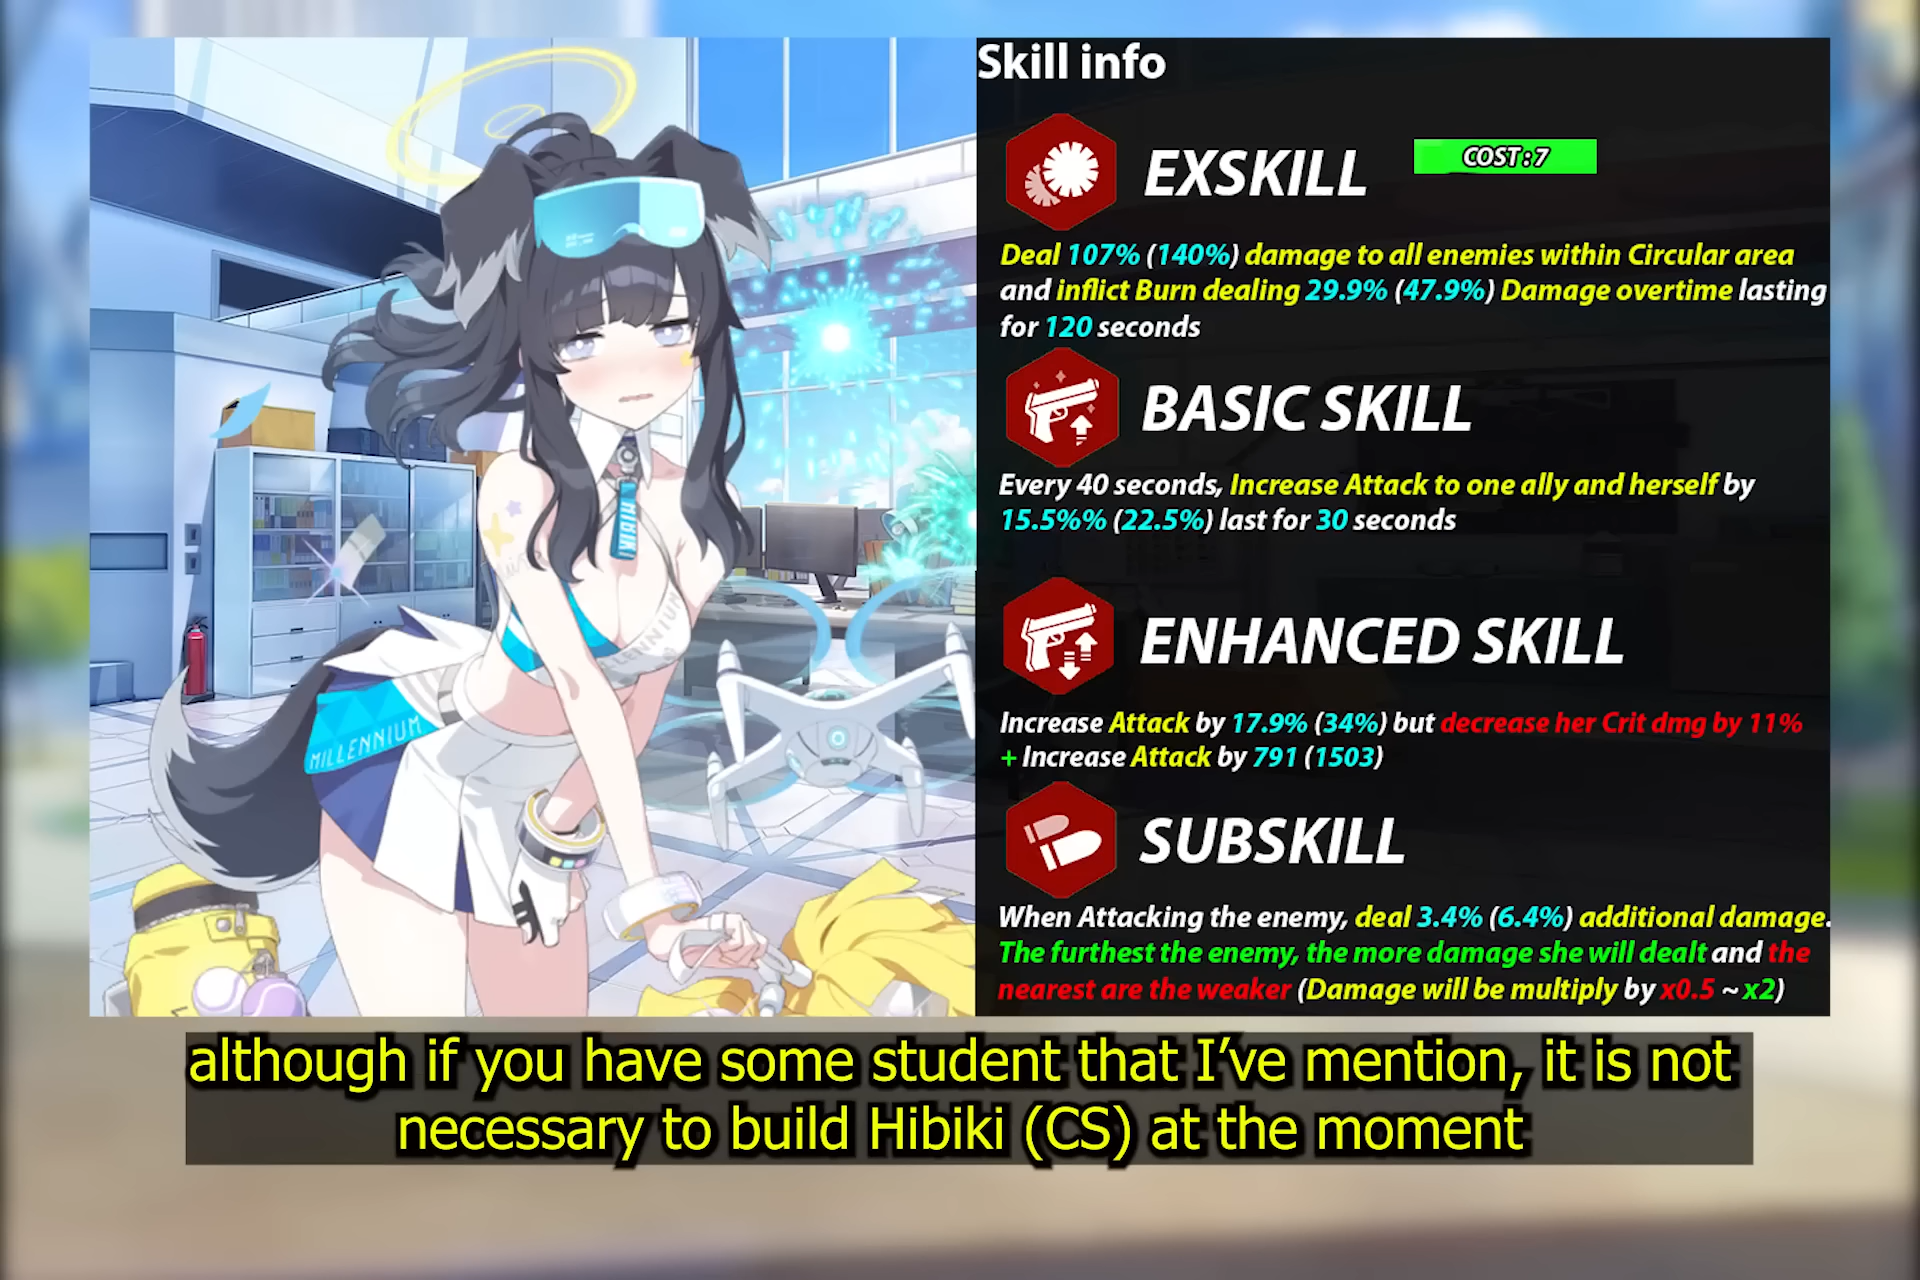 Skill info
EXSKILL
COST : 7
Deal 107% (140%) damage to all enemies within Circular area
and inflict Burn dealing 29.9% (47.9%) Damage overtime lasting
for 120 seconds
BASIC SKILL
Every 40 seconds, Increase Attack to one ally and herself by
15.5%% (22.5%) last for 30 seconds
ENHANCED SKILL
Increase Attack by 17.9% (34%) but decrease her Crit dmg by 11%
+ Increase Attack by 791 (1503)
SUBSKILL
When Attacking the enemy, deal 3.4% (6.4%) additional damage.
The furthest the enemy, the more damage she will dealt and the
nearest are the weaker (Damage will be multiply by x0.5 ~ x2)
HIBIKI
MILLENNIUM
although if you have some student that I've mention, it is not
necessary to build Hibiki (CS) at the moment